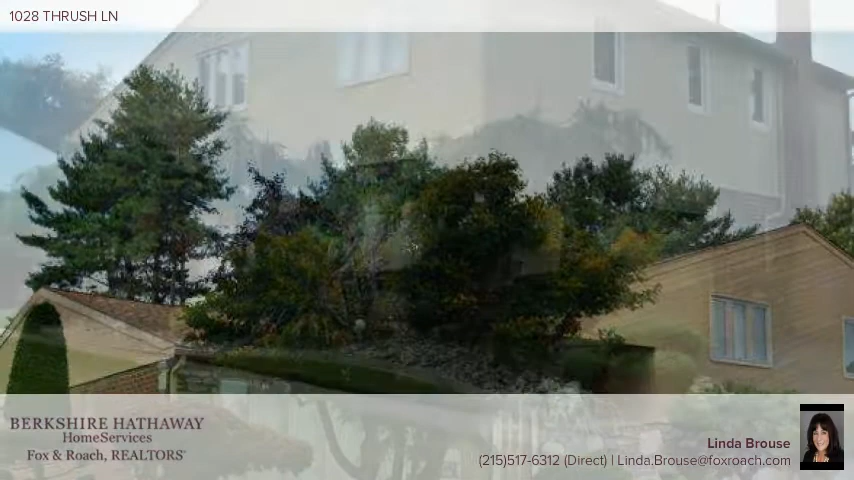 1028 THRUSH LN
BERKSHIRE HATHAWAY
HomeServices
Fox & Roach, REALTORS®
Linda Brouse
(215)517-6312 (Direct) | Linda.Brouse@foxroach.com